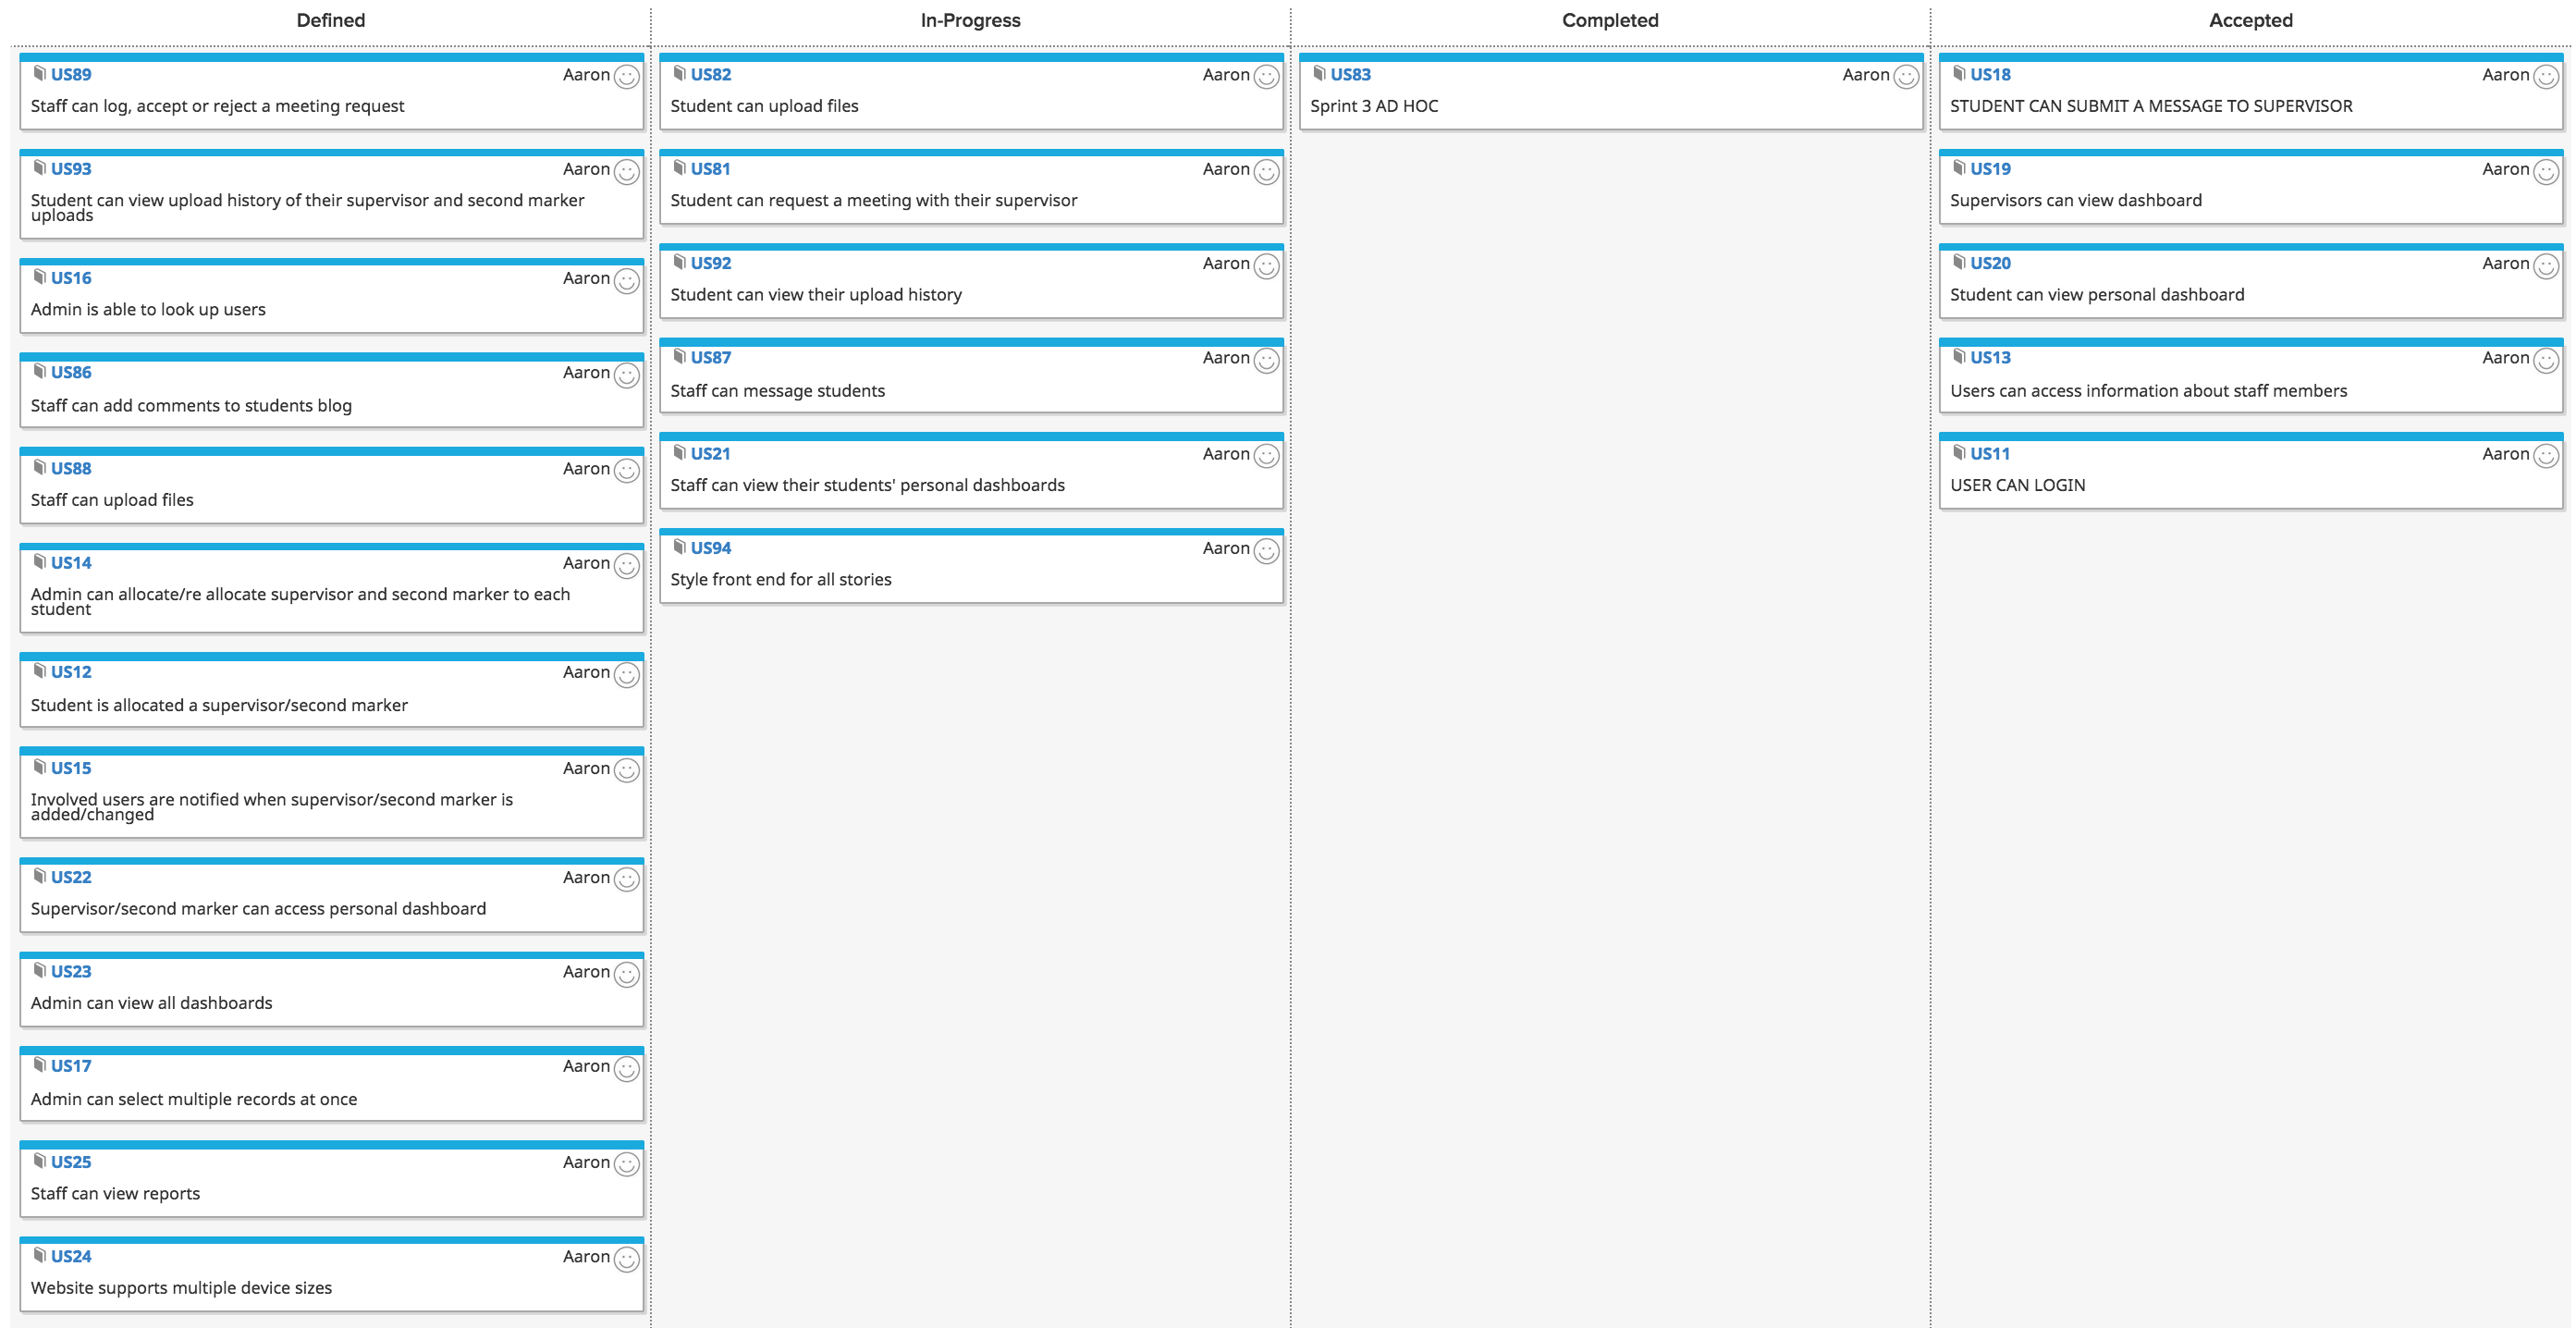 Defined
US89 Aaron
Staff can log, accept or reject a meeting request
US93 Aaron
Student can view upload history of their supervisor and second marker
uploads
US16 Aaron
Admin is able to look up users
US86 Aaron
Staff can add comments to students blog
US88 Aaron
Staff can upload files
US14 Aaron
Admin can allocate/re allocate supervisor and second marker to each
student
US12 Aaron
Student is allocated a supervisor/second marker
US15 Aaron
Involved users are notified when supervisor/second marker is
added/changed
US22 Aaron
Supervisor/second marker can access personal dashboard
US23 Aaron
Admin can view all dashboards
US17 Aaron
Admin can select multiple records at once
US25 Aaron
Staff can view reports
US24 Aaron
Website supports multiple device sizes
In-Progress
US82 Aaron
Student can upload files
US81 Aaron
Student can request a meeting with their supervisor
US92 Aaron
Student can view their upload history
US87 Aaron
Staff can message students
US21 Aaron
Staff can view their students' personal dashboards
US94 Aaron
Style front end for all stories
Completed
US83 Aaron
Sprint 3 AD HOC
Accepted
US18 Aaron
STUDENT CAN SUBMIT A MESSAGE TO SUPERVISOR
US19 Aaron
Supervisors can view dashboard
US20 Aaron
Student can view personal dashboard
US13 Aaron
Users can access information about staff members
US11 Aaron
USER CAN LOGIN